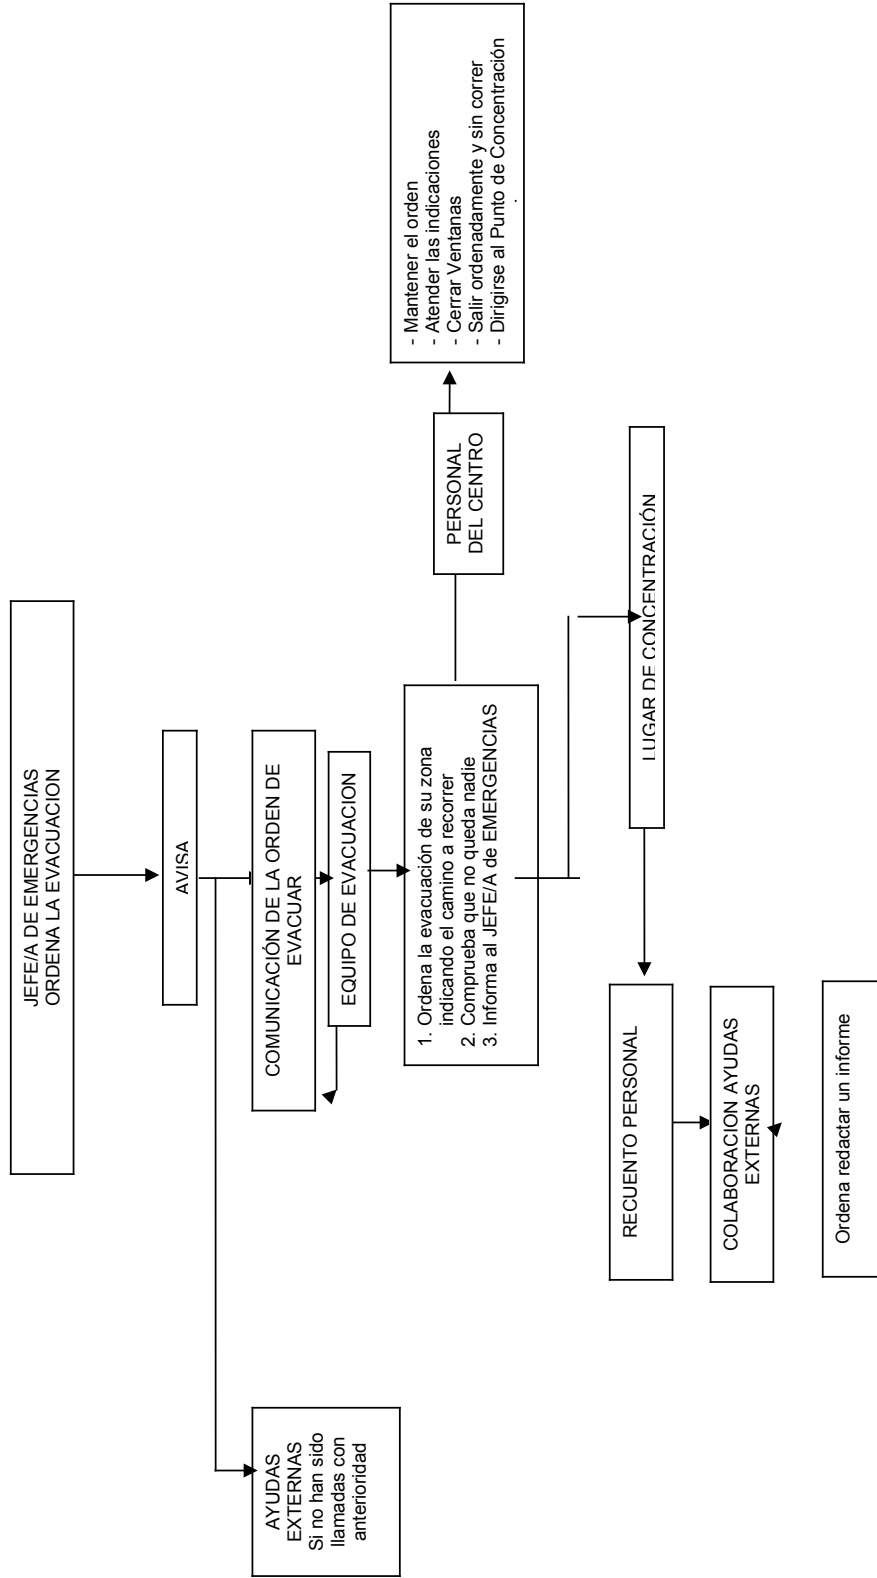 JEFE/A DE EMERGENCIAS
ORDENA LA EVACUACION
AVISA
AYUDAS
EXTERNAS
Si no han sido
llamadas con
anterioridad
COMUNICACIÓN DE LA ORDEN DE
EVACUAR
EQUIPO DE EVACUACION
1. Ordena la evacuación de su zona
indicando el camino a recorrer
2. Comprueba que no queda nadie
3. Informa al JEFE/A de EMERGENCIAS
PERSONAL
DEL CENTRO
- Mantener el orden
- Atender las indicaciones
- Cerrar Ventanas
- Salir ordenadamente y sin correr
- Dirigirse al Punto de Concentración
.
LUGAR DE CONCENTRACIÓN
RECUENTO PERSONAL
COLABORACION AYUDAS
EXTERNAS
Ordena redactar un informe